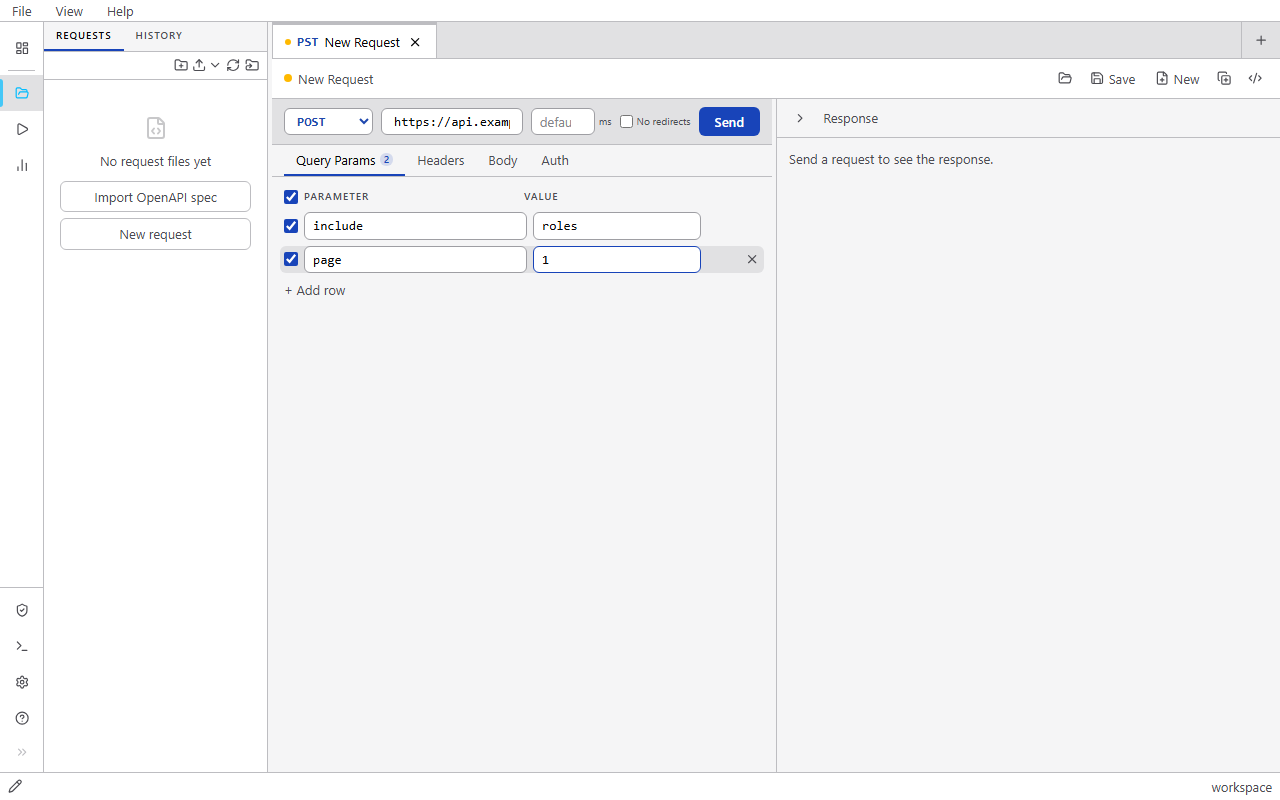 File View Help
REQUESTS HISTORY
PST New Request
New Request
Save New
No request files yet
Import OpenAPI spec
New request
POST https://api.exam defau ms No redirects Send
Query Params 2 Headers Body Auth
PARAMETER VALUE
include roles
page 1
+ Add row
Response
Send a request to see the response.
workspace